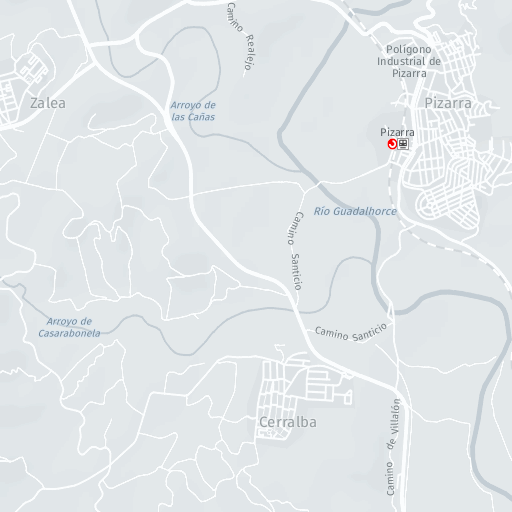 Camino Realejo
Polígono
Industrial de
Pizarra
Zalea
Arroyo de
las Cañas
Pizarra
Pizarra
Río Guadalhorce
Camino Santicio
Arroyo de
Casarabonela
Camino Santicio
Cerralba
Camino de Villalón